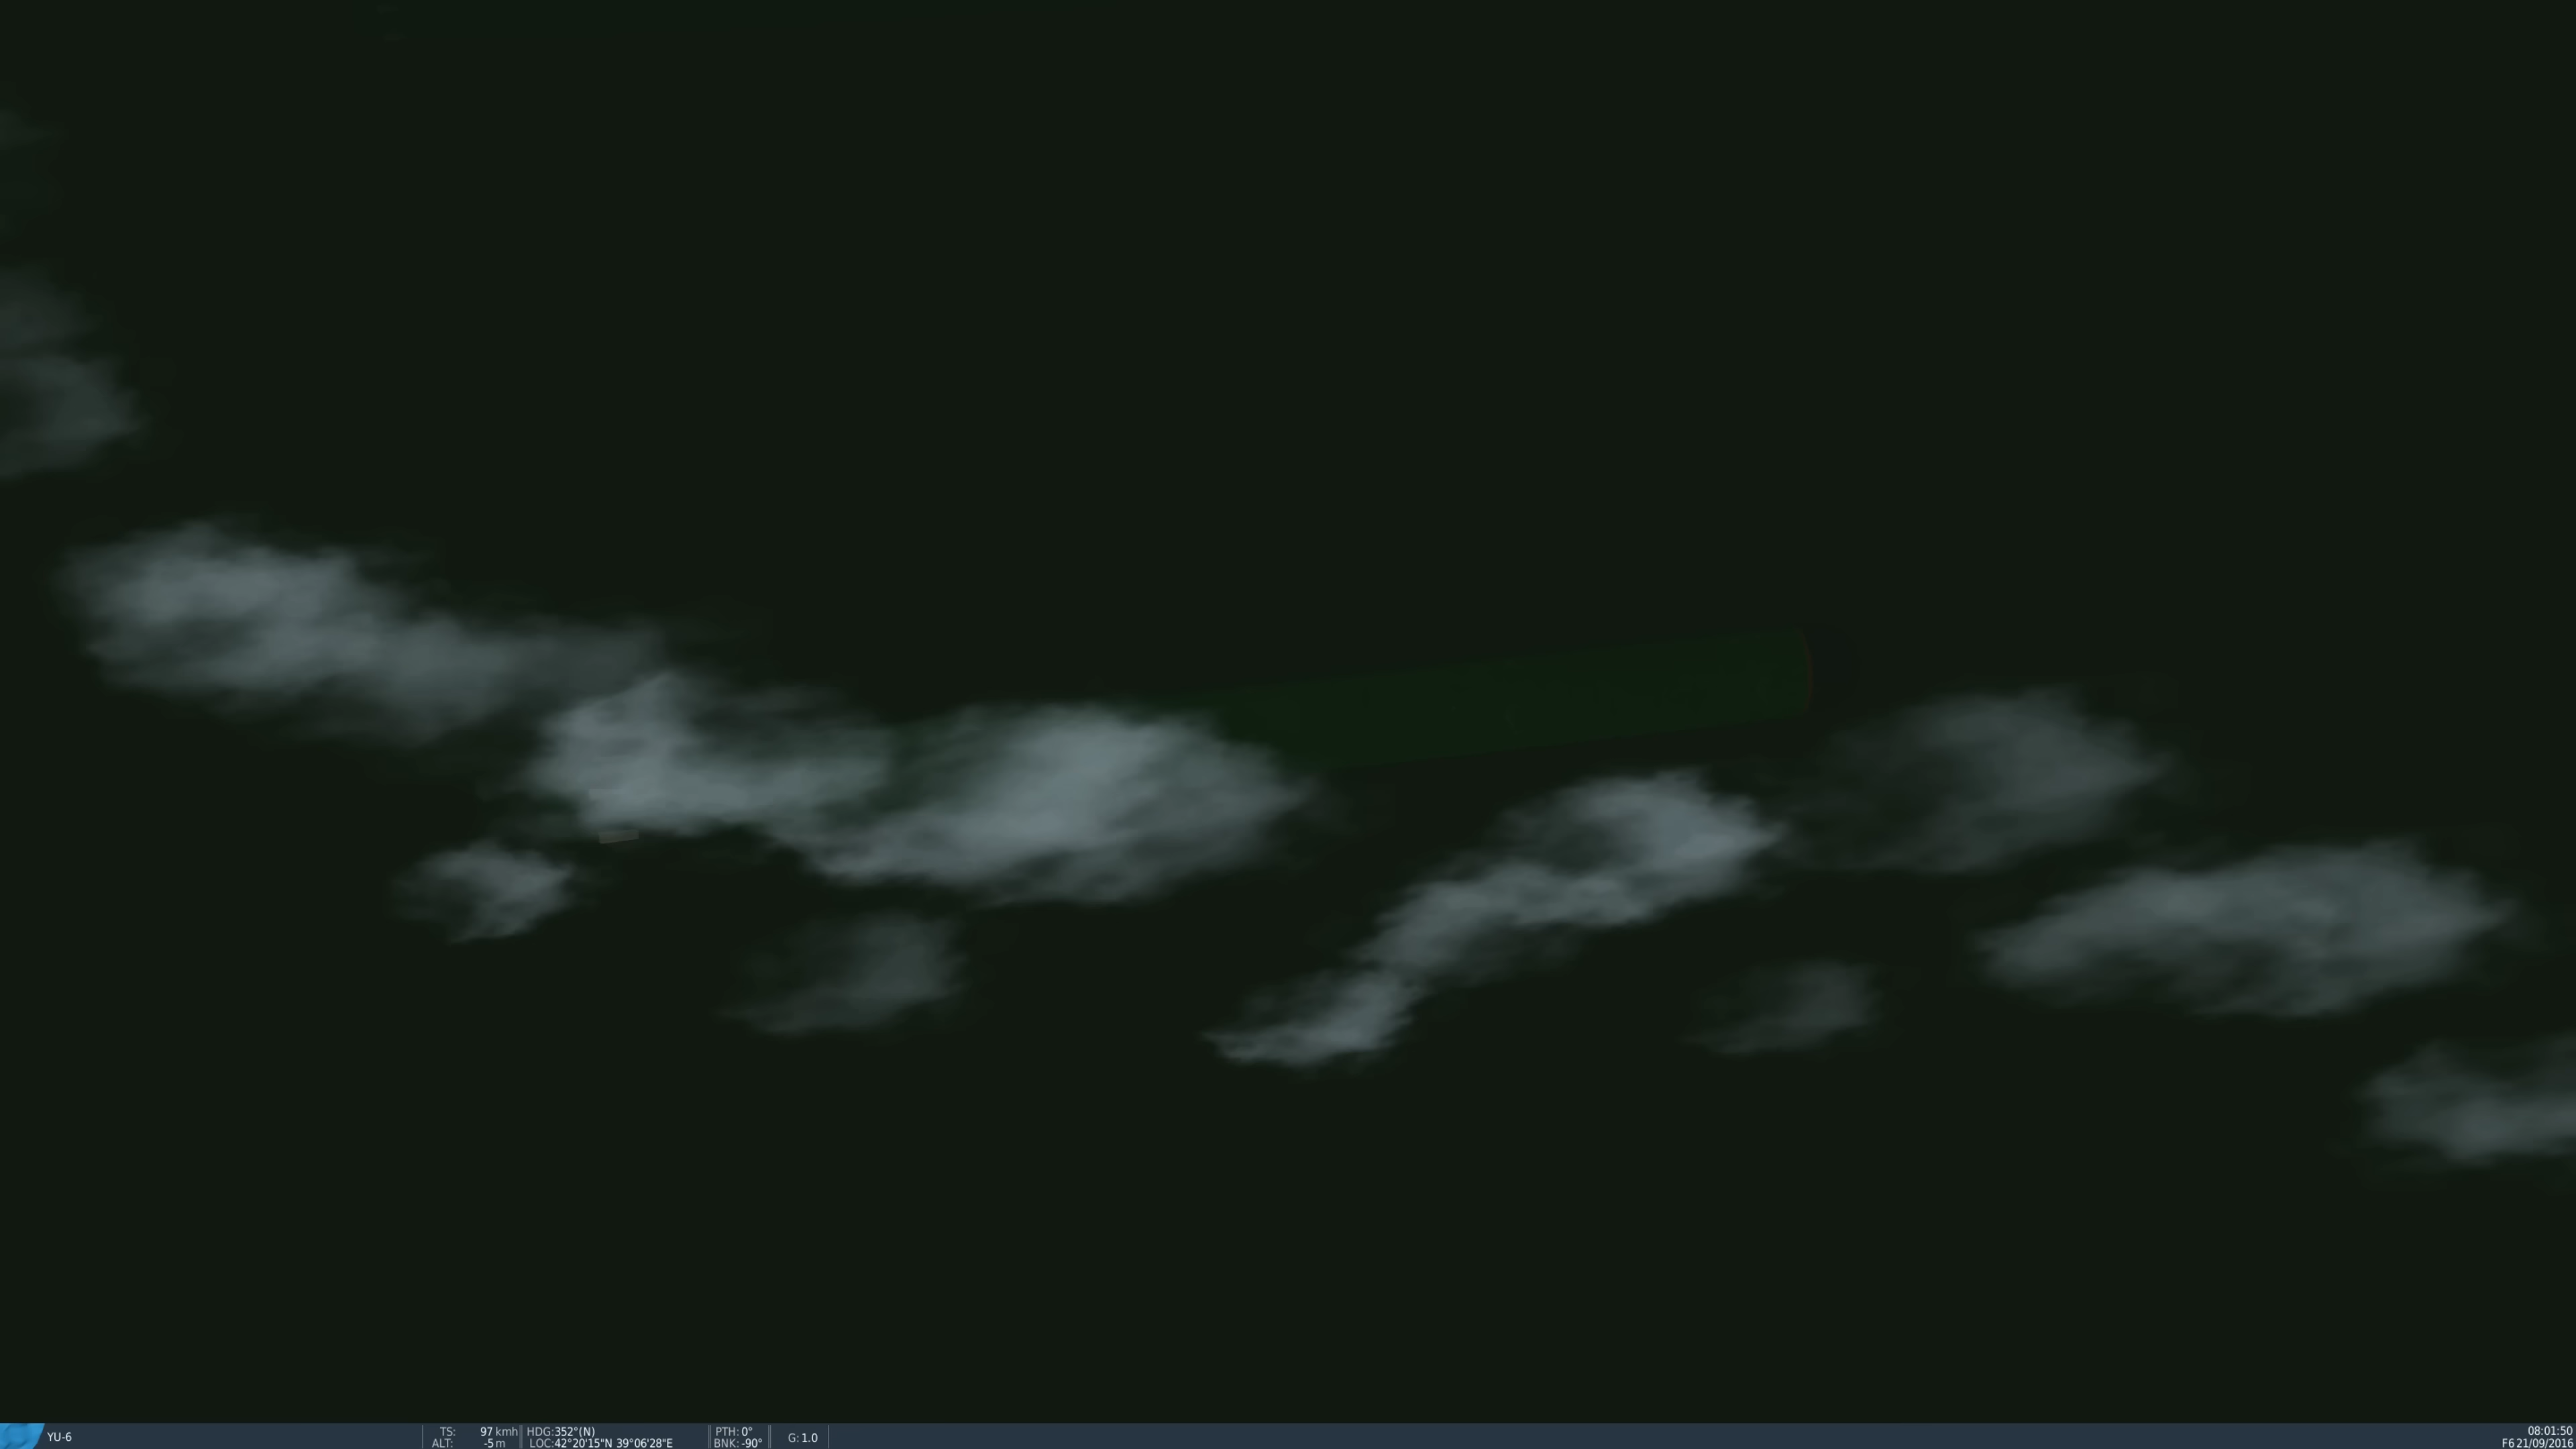 YU-6
TS: 97 kmh HDG:352°(N) PTH: 0° G: 1.0 08:01:50
ALT: -5 m LOC:42°20'15"N 39°06'28"E BNK: -90° F6 21/09/2016